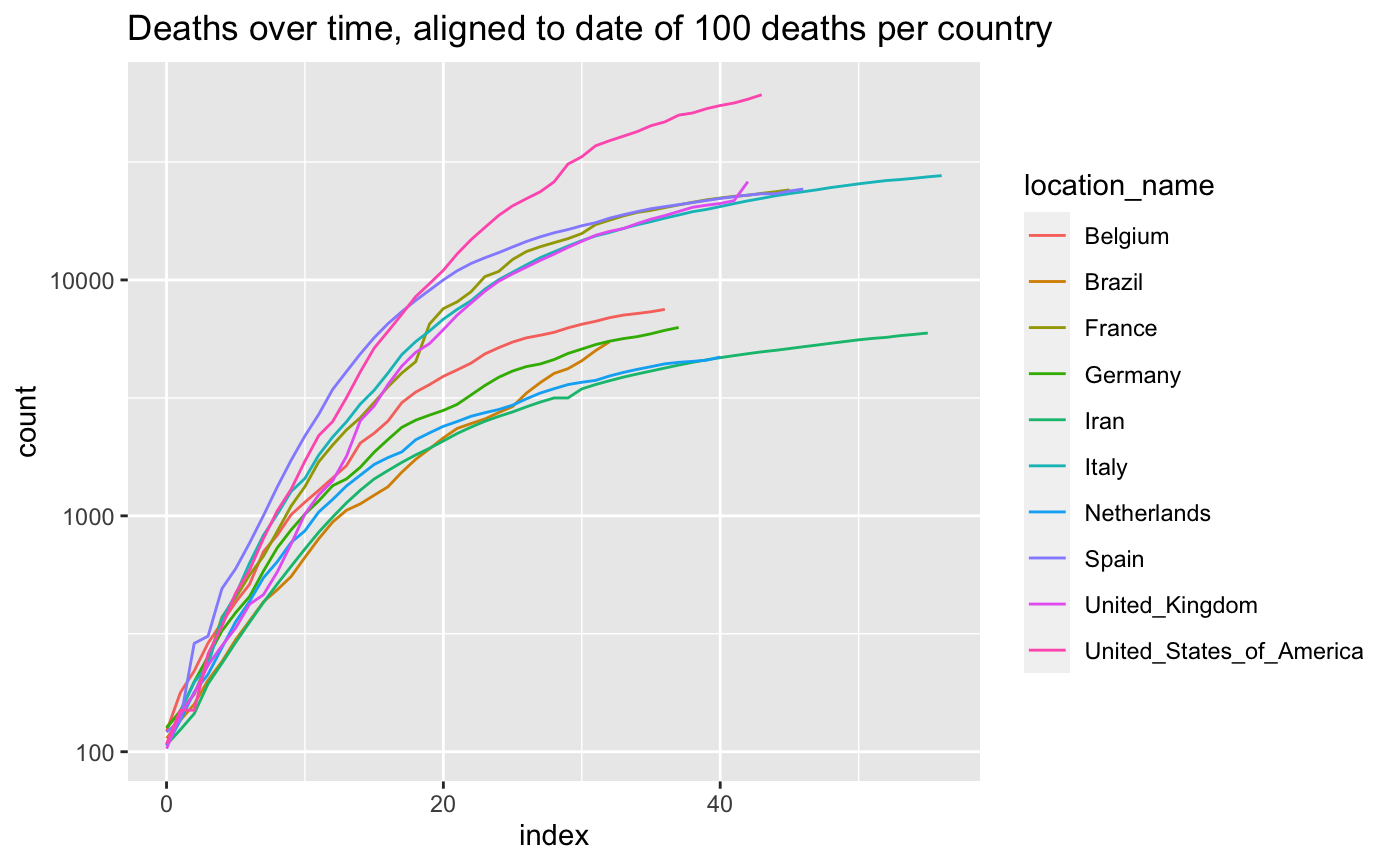 Deaths over time, aligned to date of 100 deaths per country
count
10000
1000
100
0
20
40
index
location_name
Belgium
Brazil
France
Germany
Iran
Italy
Netherlands
Spain
United_Kingdom
United_States_of_America